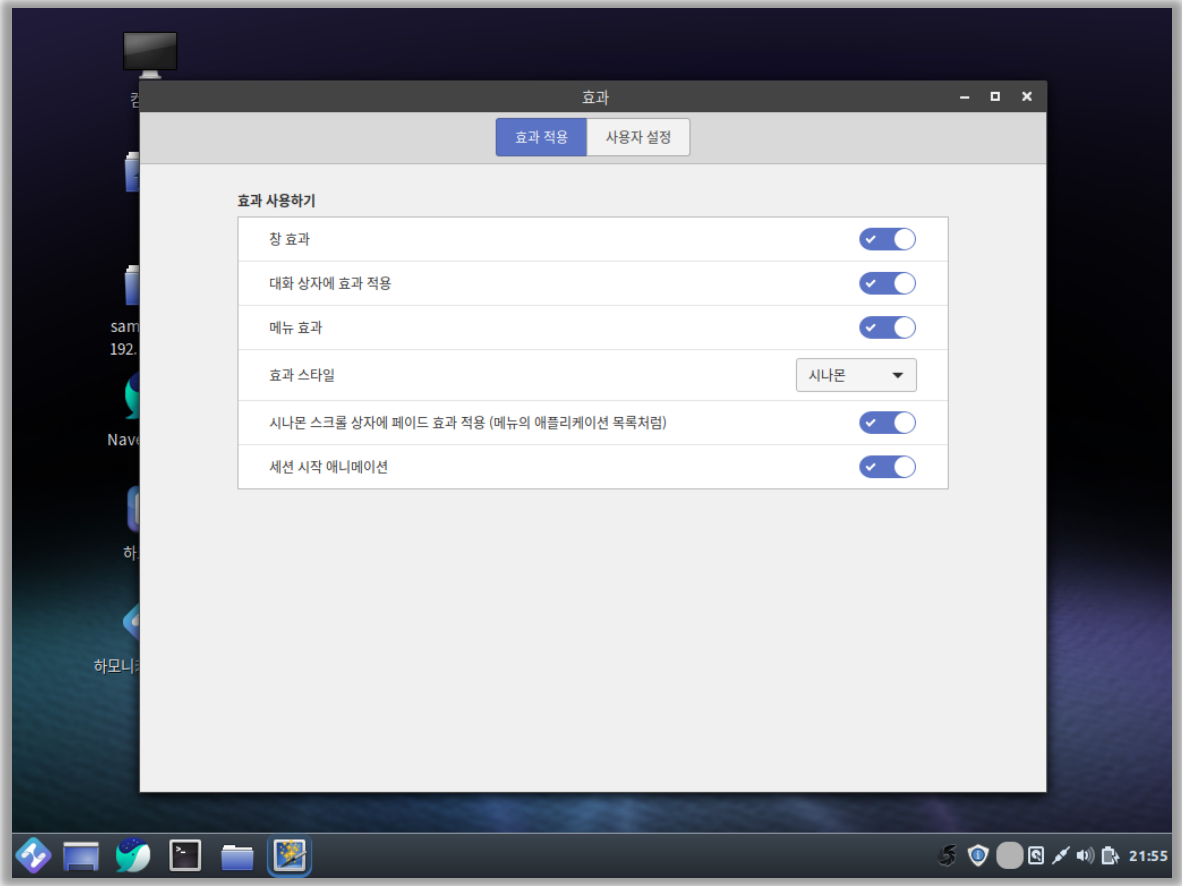 효과
효과 적용
사용자 설정
효과 사용하기
창 효과
대화 상자에 효과 적용
메뉴 효과
효과 스타일
시나몬
시나몬 스크롤 상자에 페이드 효과 적용 (메뉴의 애플리케이션 목록처럼)
세션 시작 애니메이션
sam
192.
Nave
하
하모니
21:55